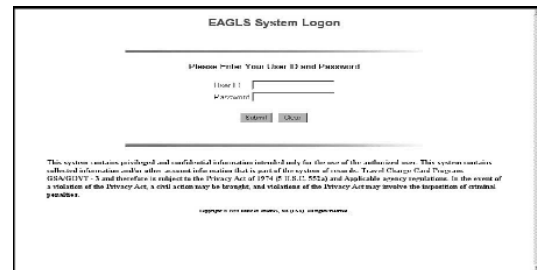 EAGLS System Logon
Please Enter Your User ID and Password
User ID
Password
Submit Clear
This system contains privileged and confidential information intended only for the use of the authorized user. This system contains
collected information and/or other account information that is part of the system of records. Travel Charge Card Program
GSA/GOVT - 3 and therefore is subject to the Privacy Act of 1974 (5 U.S.C. 552a) and Applicable agency regulations. In the event of
a violation of the Privacy Act, a civil action may be brought, and violations of the Privacy Act may involve the imposition of criminal
penalties.